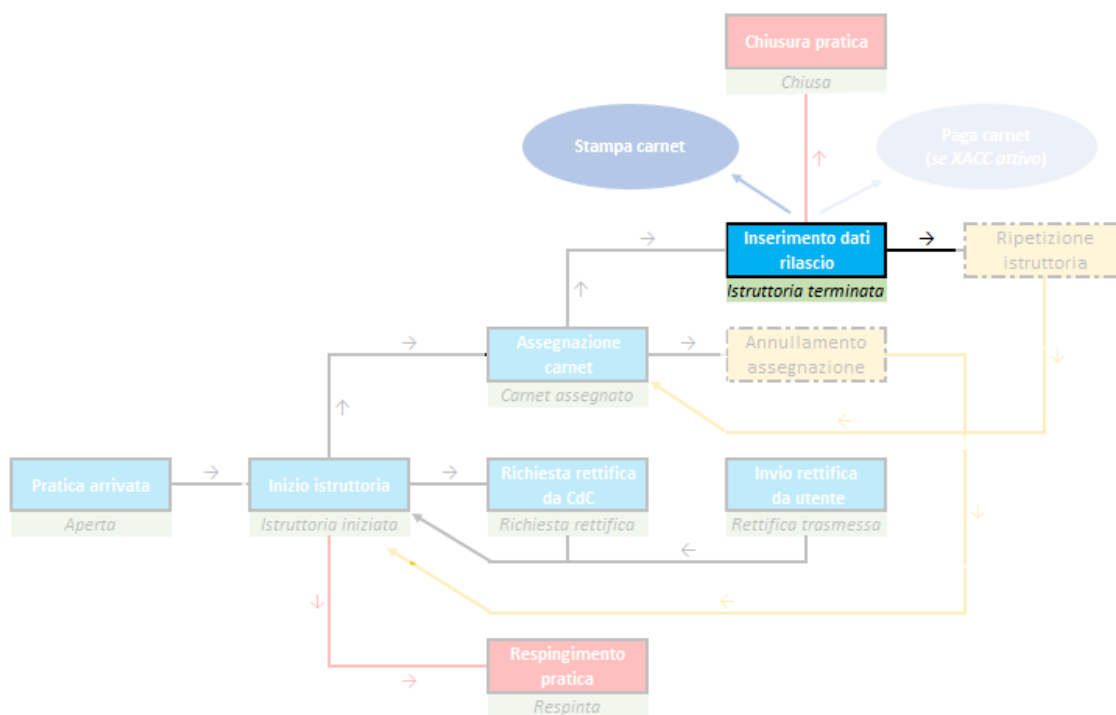 Chiusura pratica
Chiusa
Stampa carnet
Paga carnet
(se XACC attivo)
Inserimento dati
rilascio
Istruttoria terminata
Ripetizione
istruttoria
Assegnazione
carnet
Carnet assegnato
Annullamento
assegnazione
Pratica arrivata
Aperta
Inizio istruttoria
Istruttoria iniziata
Richiesta rettifica
da CdC
Richiesta rettifica
Invio rettifica
da utente
Rettifica trasmessa
Respingimento
pratica
Respinta